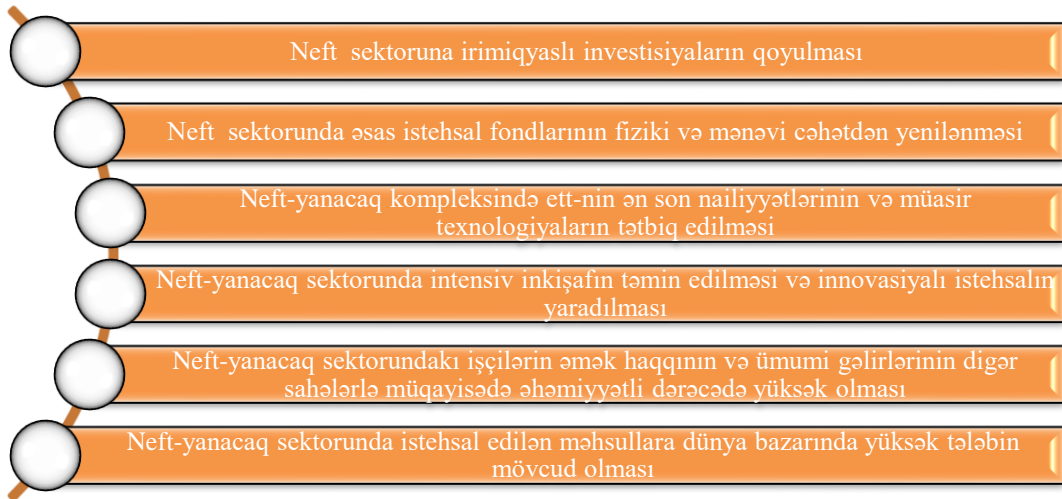 Neft sektoruna irimiqyaslı investisiyaların qoyulması
Neft sektorunda əsas istehsal fondlarının fiziki və mənəvi cəhətdən yenilənməsi
Neft-yanacaq kompleksində ett-nin ən son nailiyyətlərinin və müasir
texnologiyaların tətbiq edilməsi
Neft-yanacaq sektorunda intensiv inkişafın təmin edilməsi və innovasiyalı istehsalın
yaradılması
Neft-yanacaq sektorundakı işçilərin əmək haqqının və ümumi gəlirlərinin digər
sahələrlə müqayisədə əhəmiyyətli dərəcədə yüksək olması
Neft-yanacaq sektorunda istehsal edilən məhsullara dünya bazarında yüksək tələbin
mövcud olması